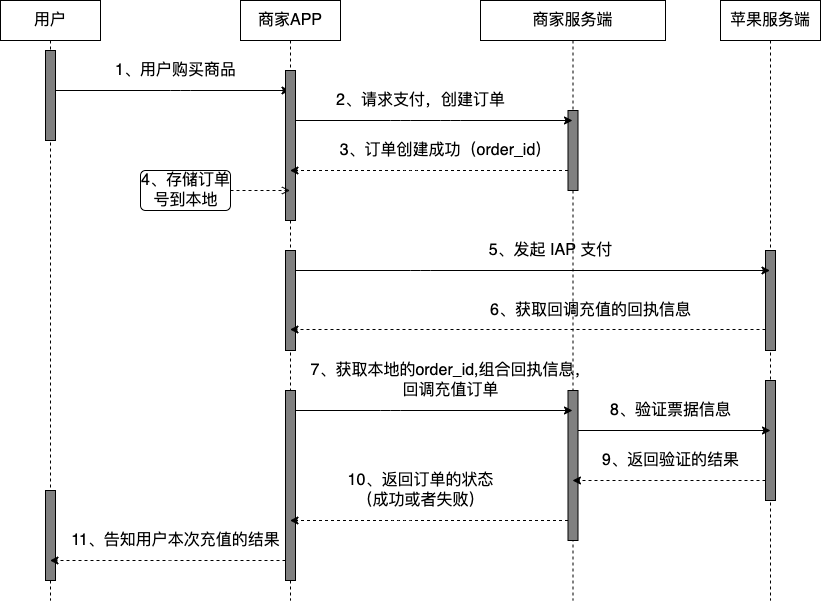 用户
商家APP
商家服务端
苹果服务端
1、用户购买商品
2、请求支付，创建订单
3、订单创建成功（order_id）
4、存储订单
号到本地
5、发起 IAP 支付
6、获取回调充值的回执信息
7、获取本地的order_id,组合回执信息，
回调充值订单
8、验证票据信息
9、返回验证的结果
10、返回订单的状态
（成功或者失败）
11、告知用户本次充值的结果